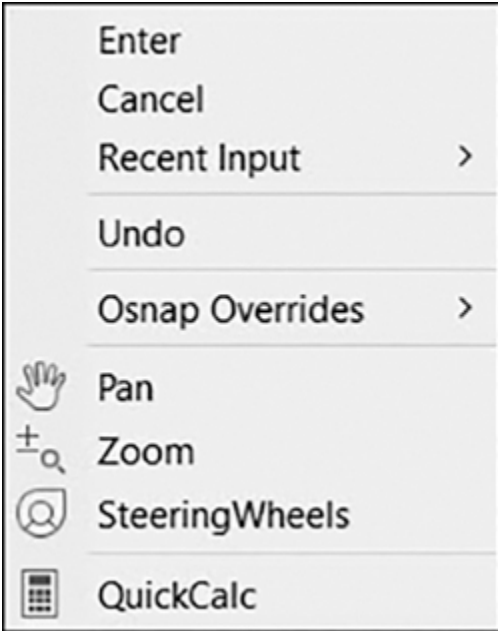 Enter
Cancel
Recent Input
Undo
Osnap Overrides
Pan
Zoom
SteeringWheels
QuickCalc